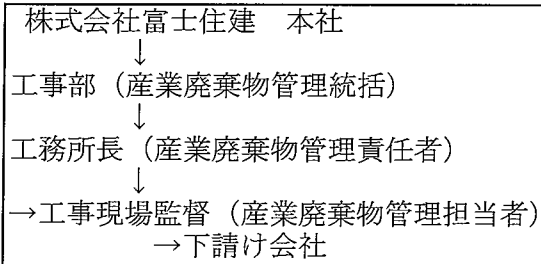 株式会社富士住建　本社
↓
工事部（産業廃棄物管理統括）
↓
工務所長（産業廃棄物管理責任者）
↓
→工事現場監督（産業廃棄物管理担当者）
→下請け会社